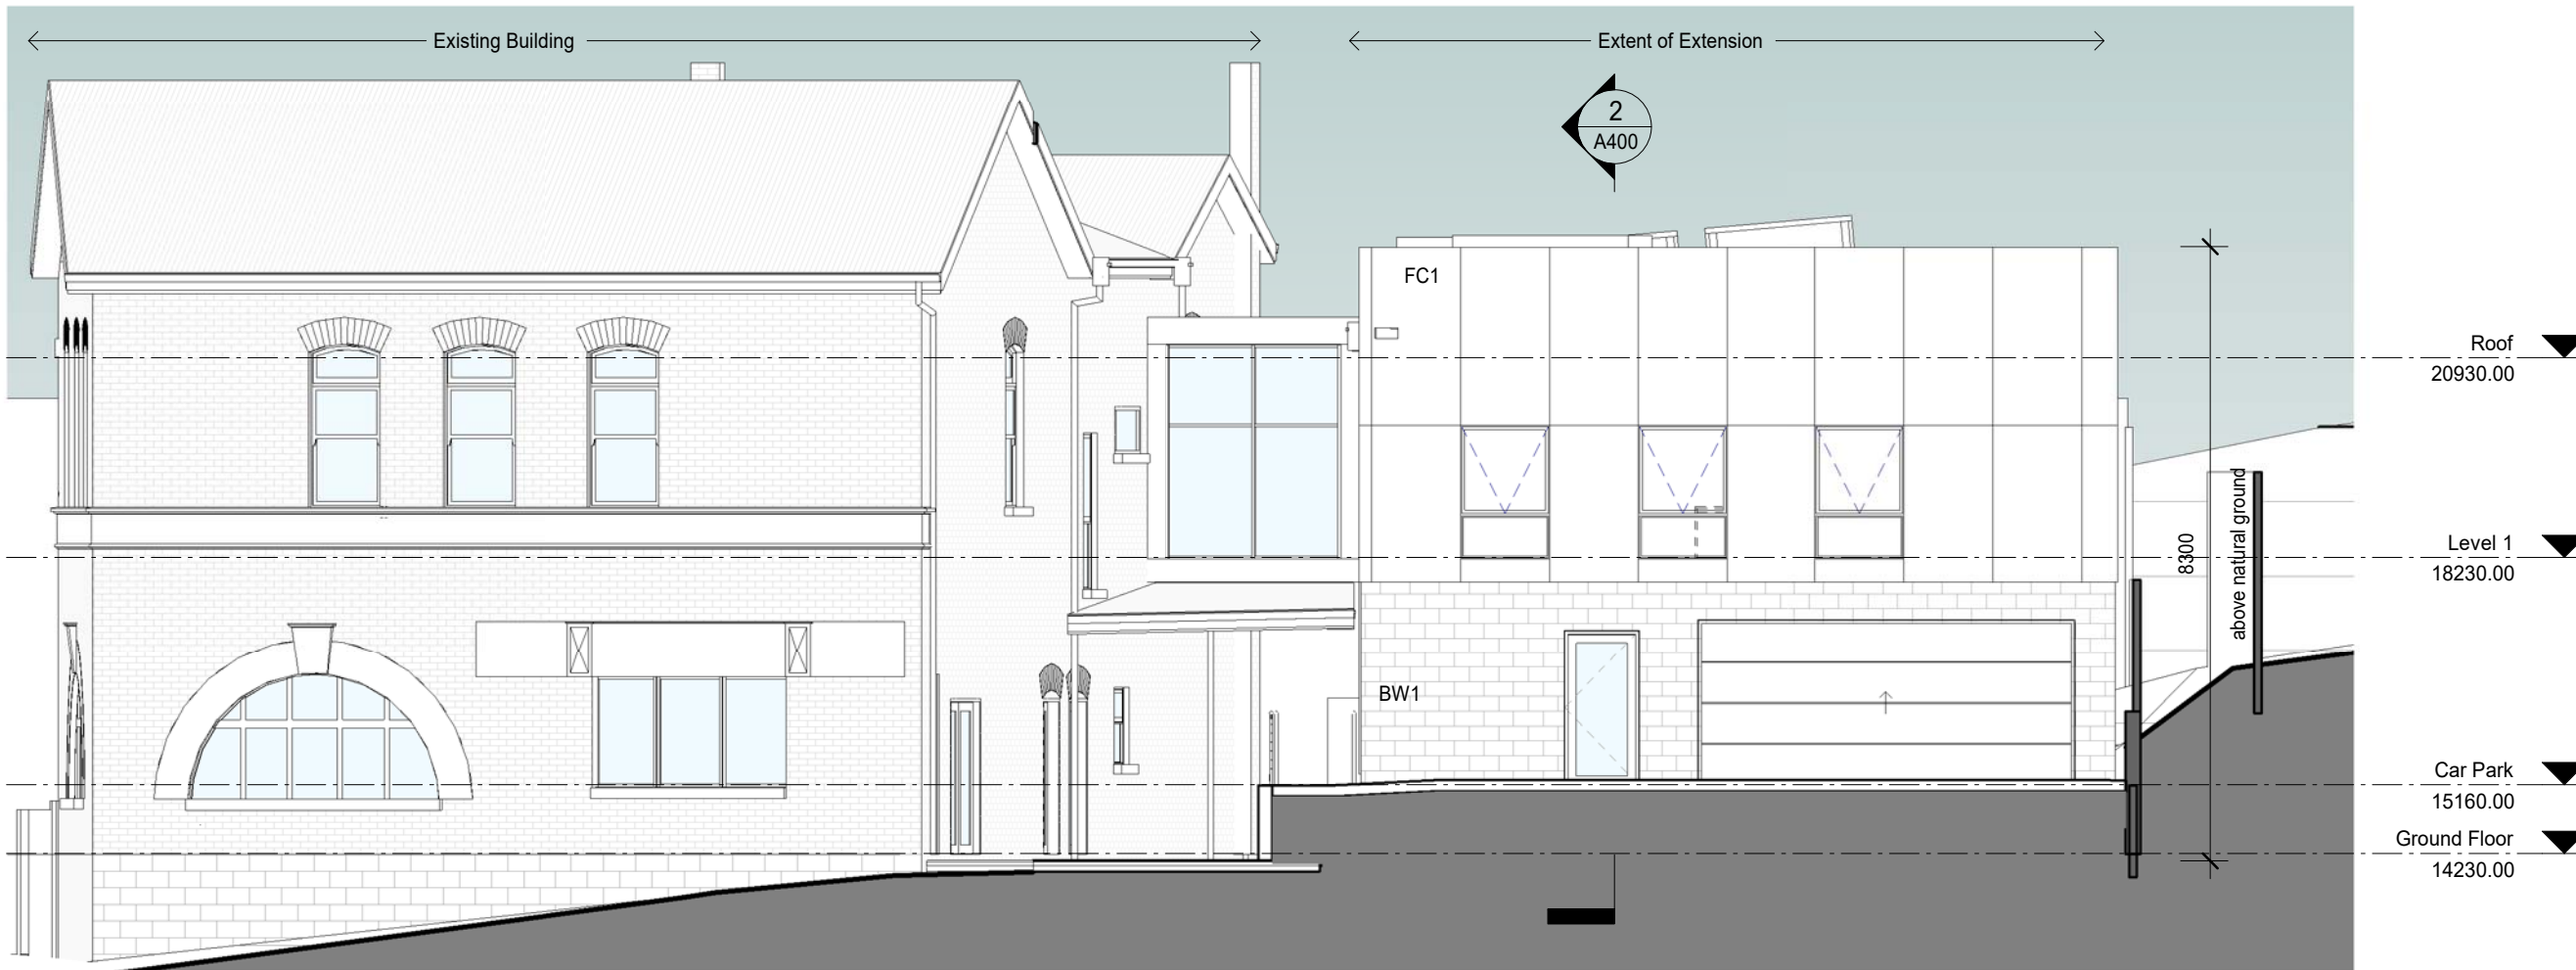 Existing Building
Extent of Extension
2
A400
FC1
Roof
20930.00
Level 1
18230.00
8300
above natural ground
BW1
Car Park
15160.00
Ground Floor
14230.00